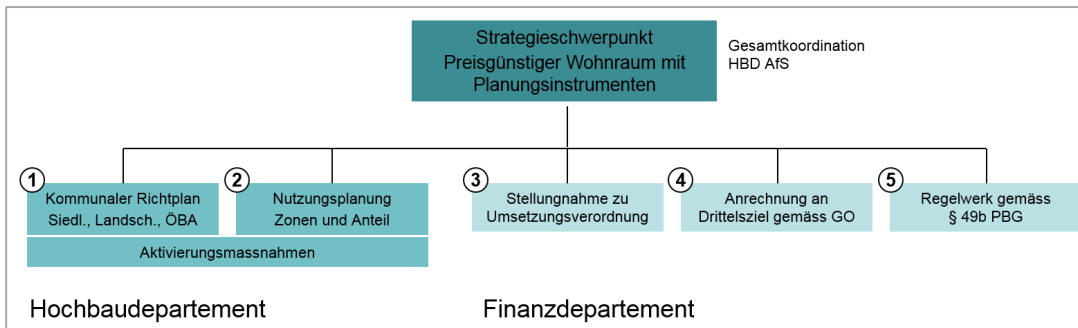 Strategieschwerpunkt
Preisgünstiger Wohnraum mit
Planungsinstrumenten
Gesamtkoordination
HBD AfS
1
Kommunaler Richtplan
Siedl., Landsch., ÖBA
2
Nutzungsplanung
Zonen und Anteil
3
Stellungnahme zu
Umsetzungsverordnung
4
Anrechnung an
Drittelsziel gemäss GO
5
Regelwerk gemäss
§ 49b PBG
Aktivierungsmassnahmen
Hochbaudepartement
Finanzdepartement